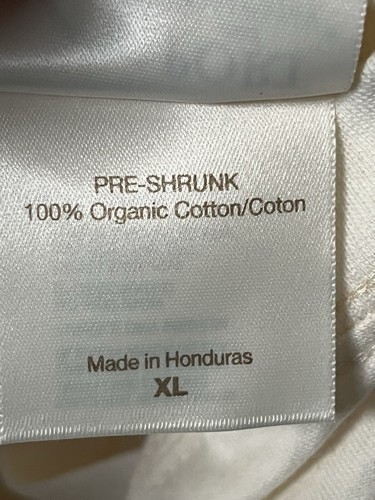 PRE-SHRUNK
100% Organic Cotton/Coton
Made in Honduras
XL